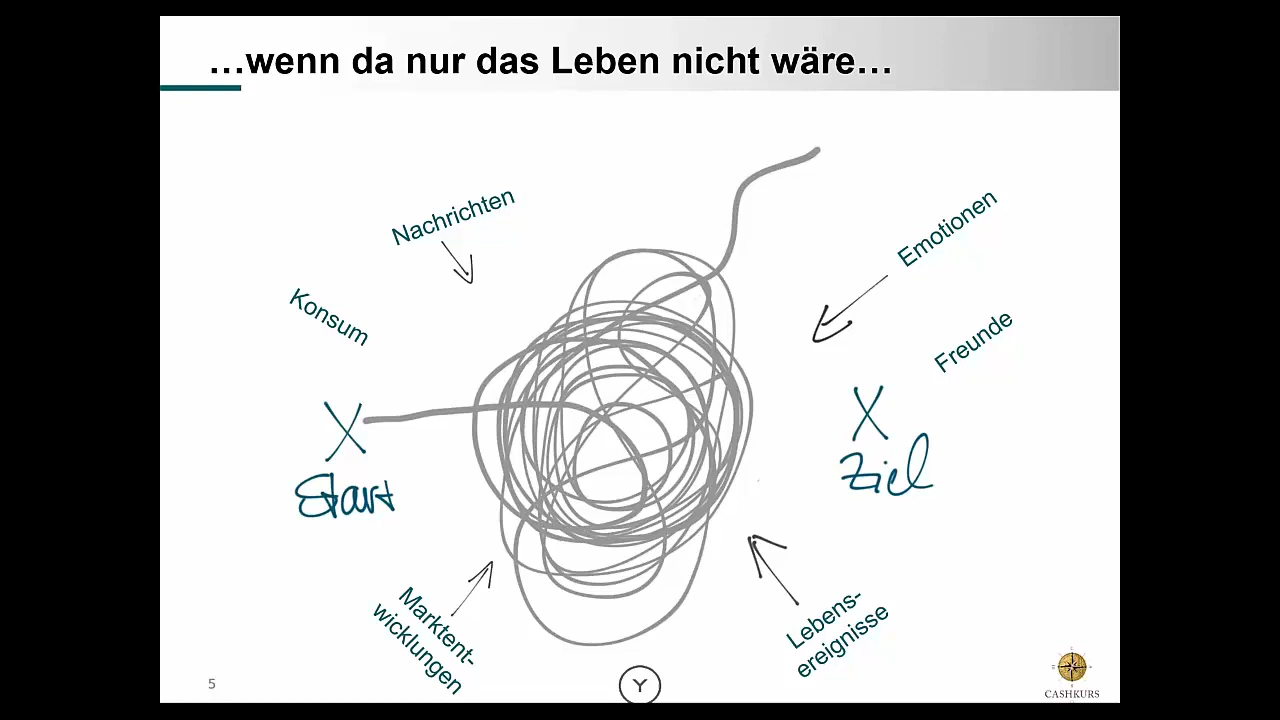 ...wenn da nur das Leben nicht wäre...
Nachrichten
Emotionen
Konsum
Freunde
X
X
Start
Ziel
Marktent-
wicklungen
Lebens-
ereignisse
5
Y
CASHKURS